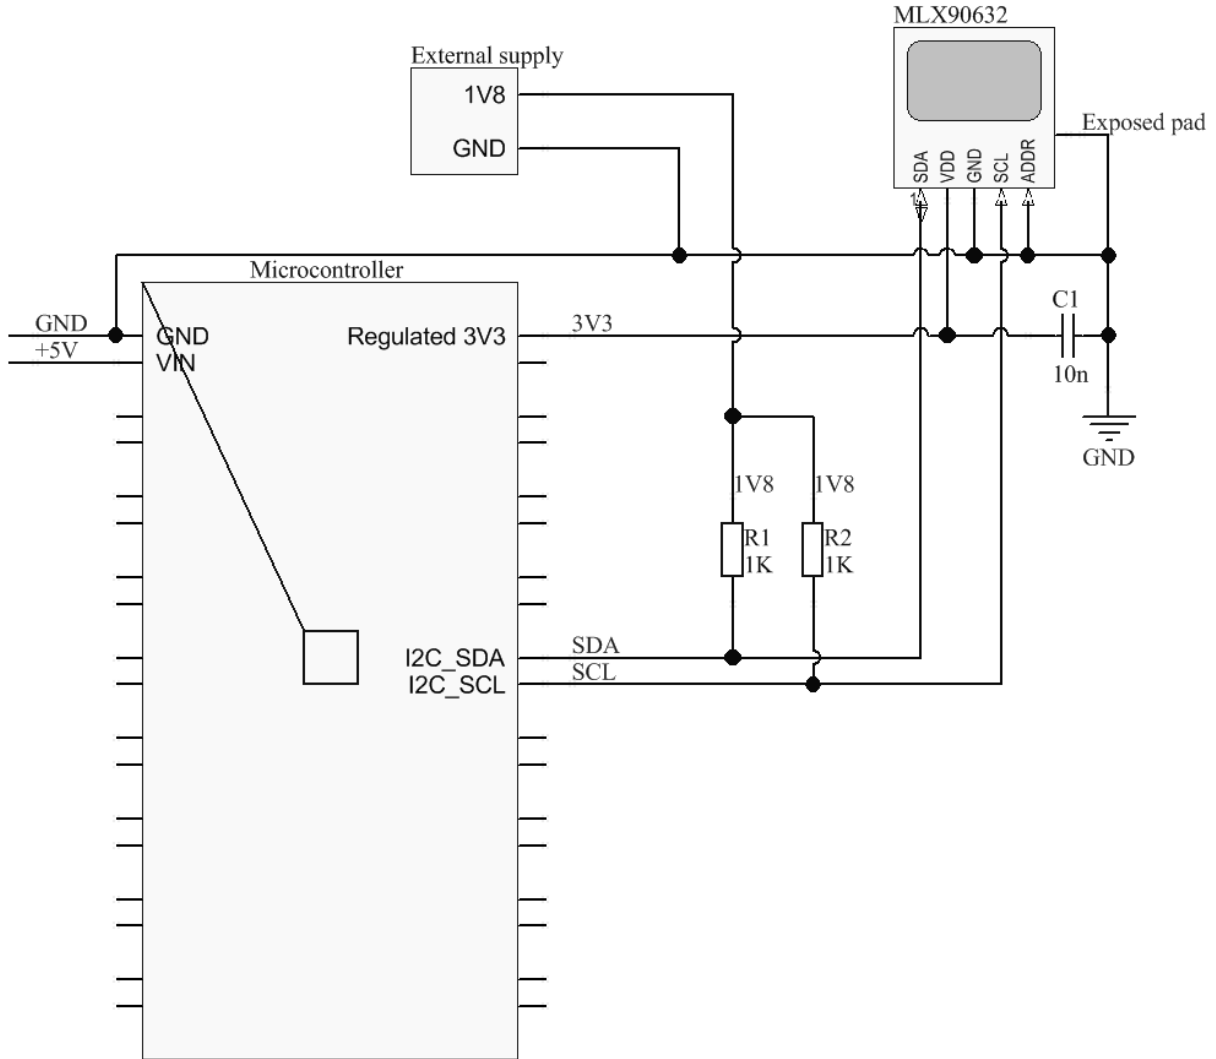 MLX90632
External supply
1V8
GND
Exposed pad
SDA
VDD
GND
SCL
ADDR
1
Microcontroller
GND
+5V
GND
VIN
Regulated 3V3
3V3
C1
10n
GND
1V8
1V8
R1
1K
R2
1K
I2C_SDA
I2C_SCL
SDA
SCL